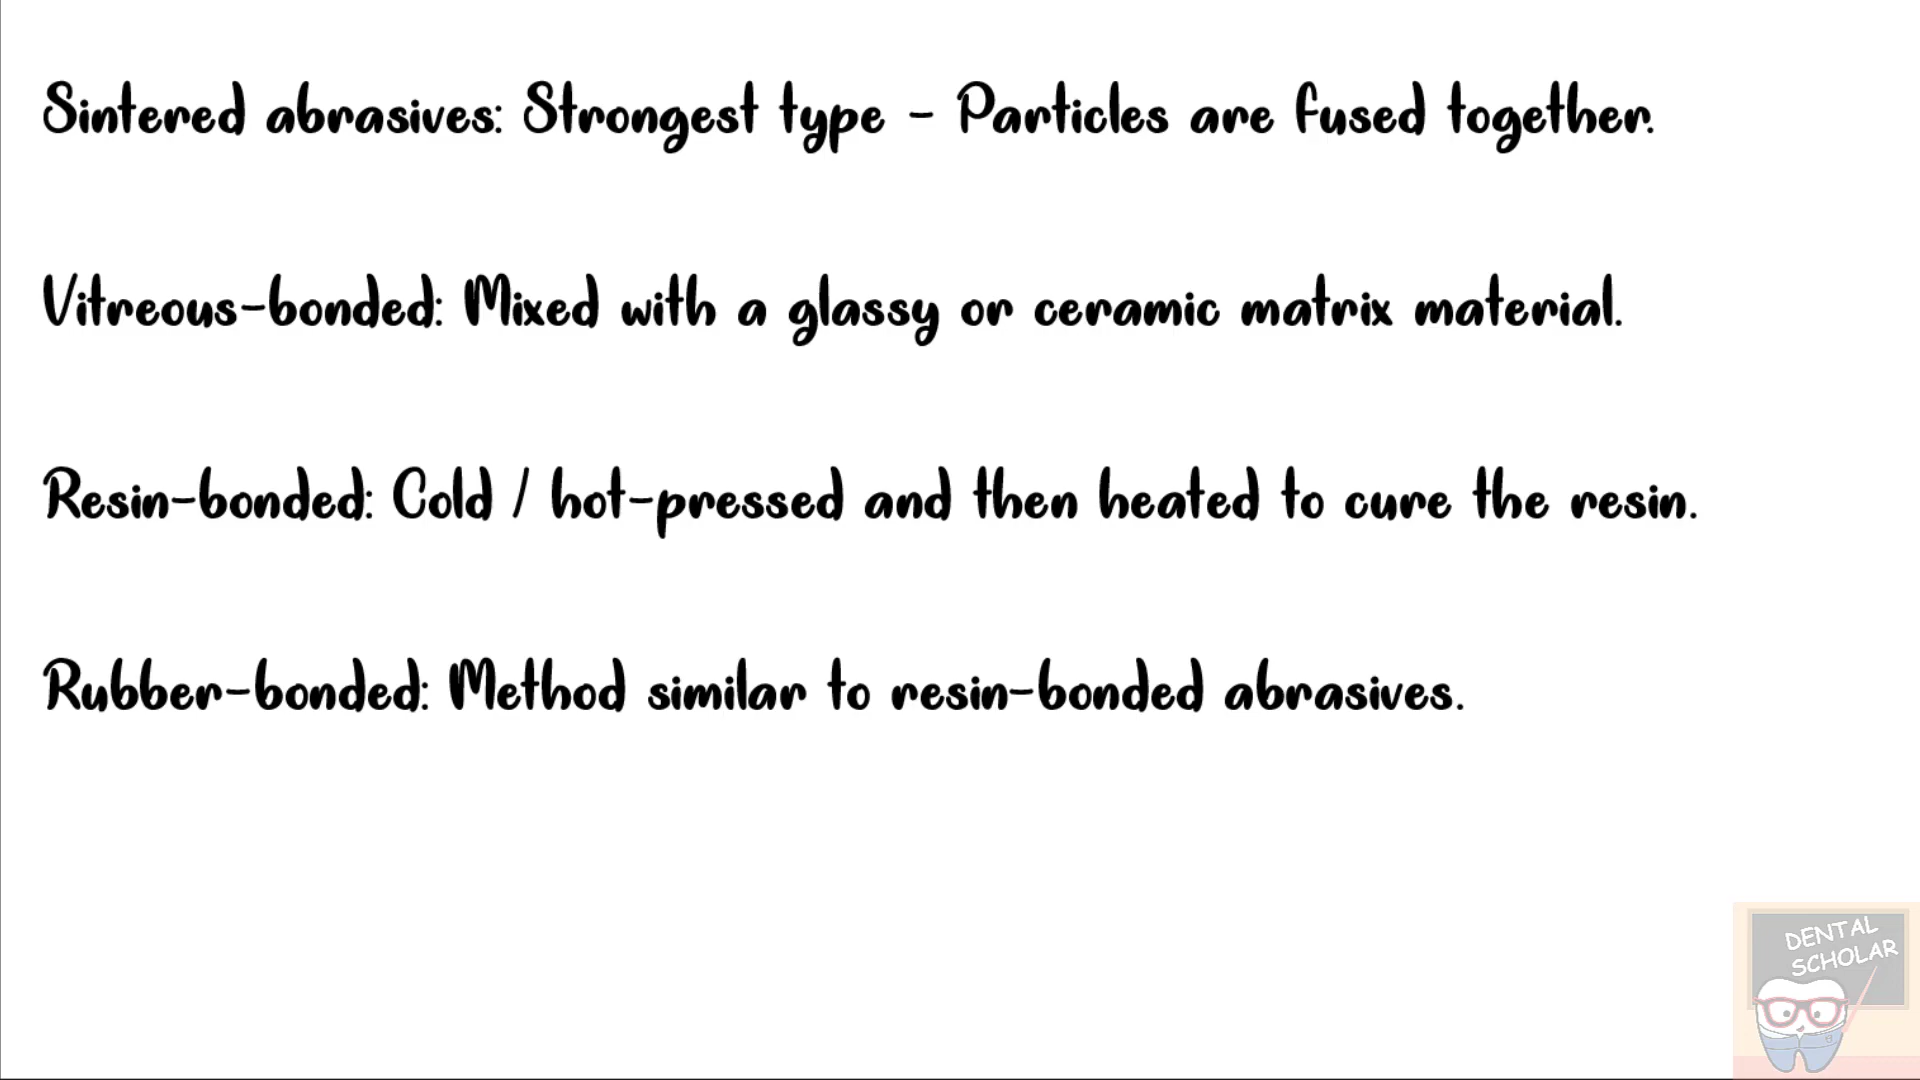 Sintered abrasives: Strongest type - Particles are fused together.
Vitreous-bonded: Mixed with a glassy or ceramic matrix material.
Resin-bonded: Cold / hot-pressed and then heated to cure the resin.
Rubber-bonded: Method similar to resin-bonded abrasives.
DENTAL
SCHOLAR